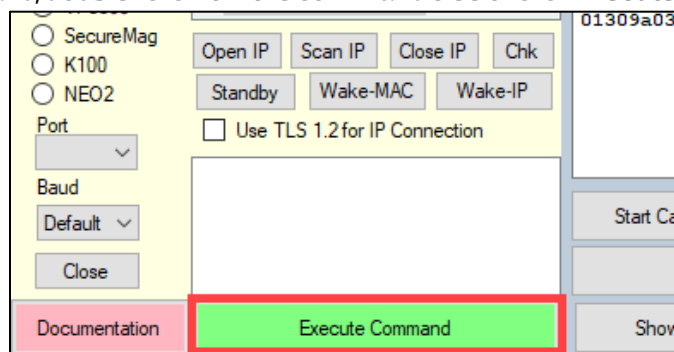 01309a03
SecureMag
K100
NEO2
Open IP Scan IP Close IP Chk
Standby Wake-MAC Wake-IP
Port
Use TLS 1.2 for IP Connection
Baud
Default
Start Ca
Close
Documentation Execute Command Show